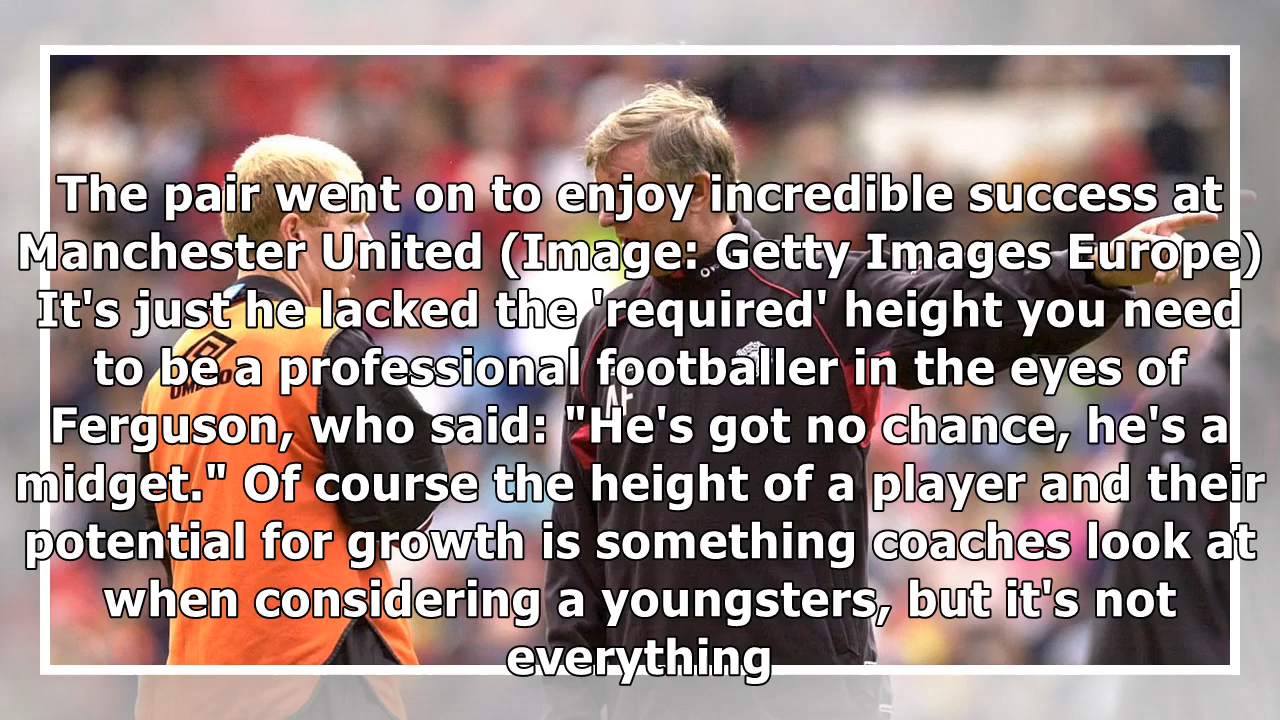 The pair went on to enjoy incredible success at
Manchester United (Image: Getty Images Europe)
It's just he lacked the 'required' height you need
to be a professional footballer in the eyes of
Ferguson, who said: "He's got no chance, he's a
midget." Of course the height of a player and their
potential for growth is something coaches look at
when considering a youngsters, but it's not
everything
UMBRO
AF